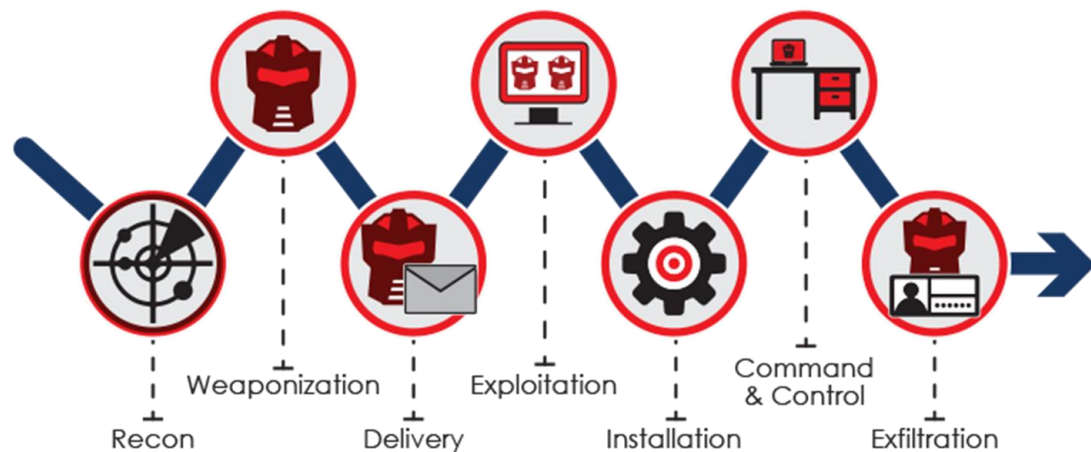 Recon
Weaponization
Delivery
Exploitation
Installation
Command
& Control
Exfiltration